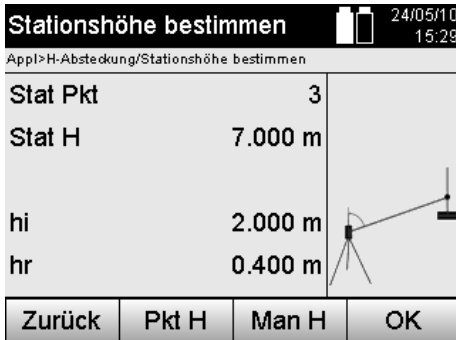 Stationshöhe bestimmen
24/05/10
15:29
Appl>H-Absteckung/Stationshöhe bestimmen
Stat Pkt 3
Stat H 7.000 m
hi 2.000 m
hr 0.400 m
Zurück Pkt H Man H OK